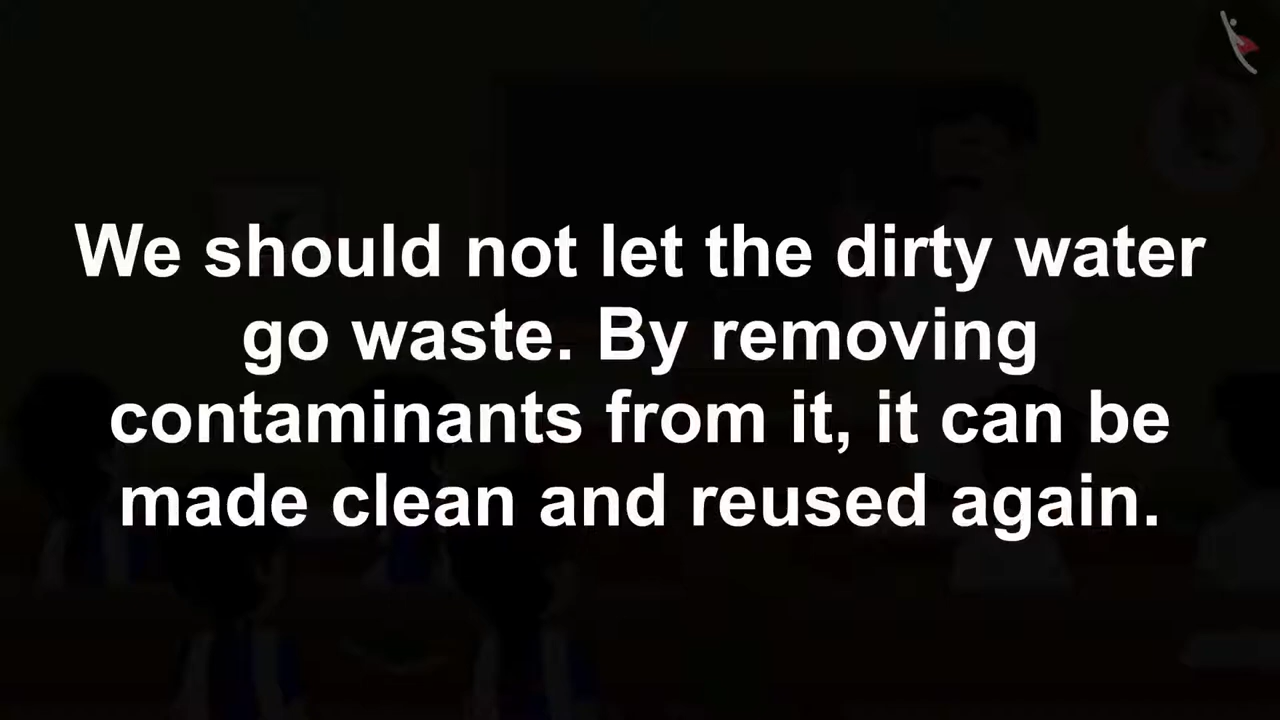 We should not let the dirty water
go waste. By removing
contaminants from it, it can be
made clean and reused again.